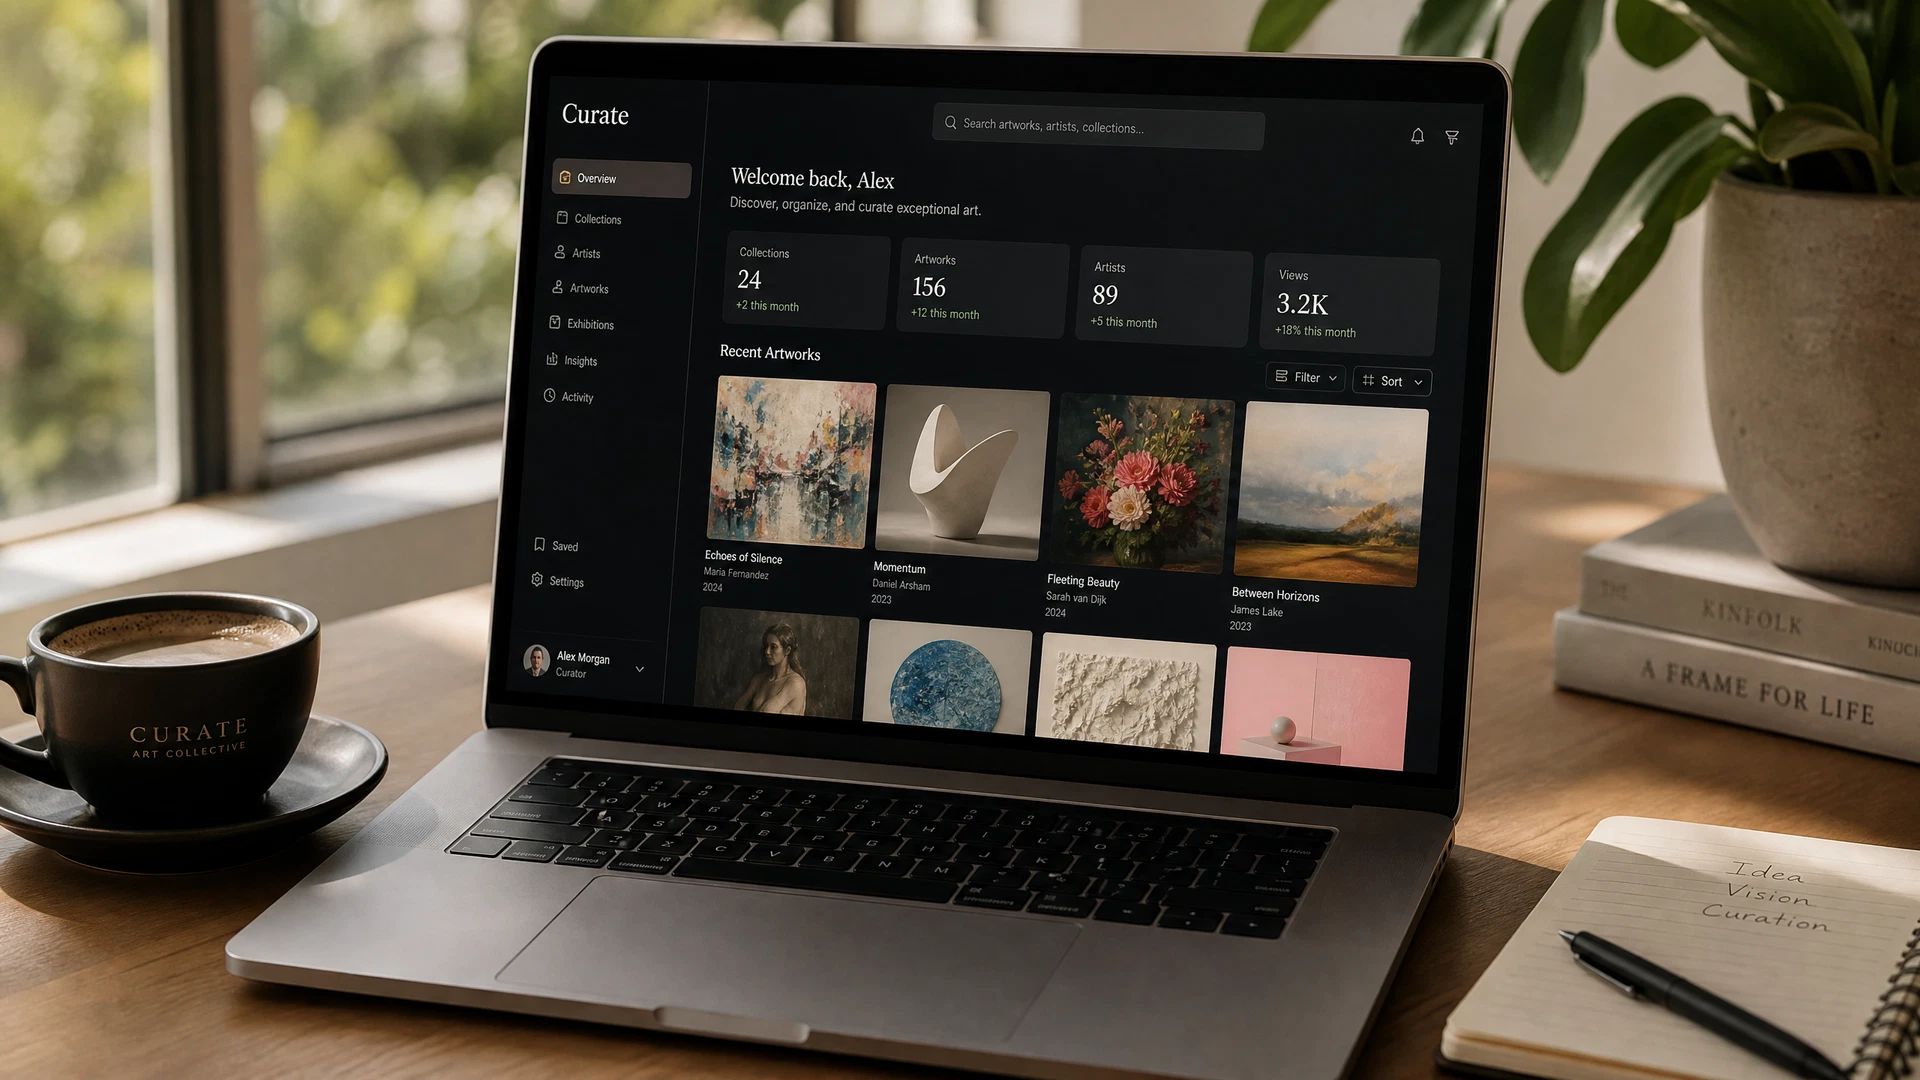 Curate
Search artworks, artists, collections...
Overview
Collections
Artists
Artworks
Exhibitions
Insights
Activity
Saved
Settings
Alex Morgan
Curator
Welcome back, Alex
Discover, organize, and curate exceptional art.
Collections
24
+2 this month
Artworks
156
+12 this month
Artists
89
+5 this month
Views
3.2K
+18% this month
Recent Artworks
Filter
Sort
Echoes of Silence
Maria Fernandez
2024
Momentum
Daniel Arsham
2023
Fleeting Beauty
Sarah van Dijk
2024
Between Horizons
James Lake
2023
CURATE
ART COLLECTIVE
THE KINFOLK
A FRAME FOR LIFE
Idea
Vision
Curation